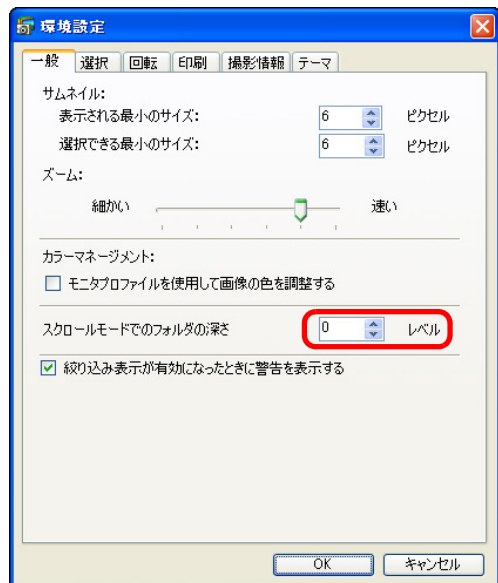 環境設定
一般 選択 回転 印刷 撮影情報 テーマ
サムネイル:
表示される最小のサイズ: 6 ピクセル
選択できる最小のサイズ: 6 ピクセル
ズーム:
細かい 速い
カラーマネージメント:
モニタプロファイルを使用して画像の色を調整する
スクロールモードでのフォルダの深さ 0 レベル
絞り込み表示が有効になったときに警告を表示する
OK キャンセル